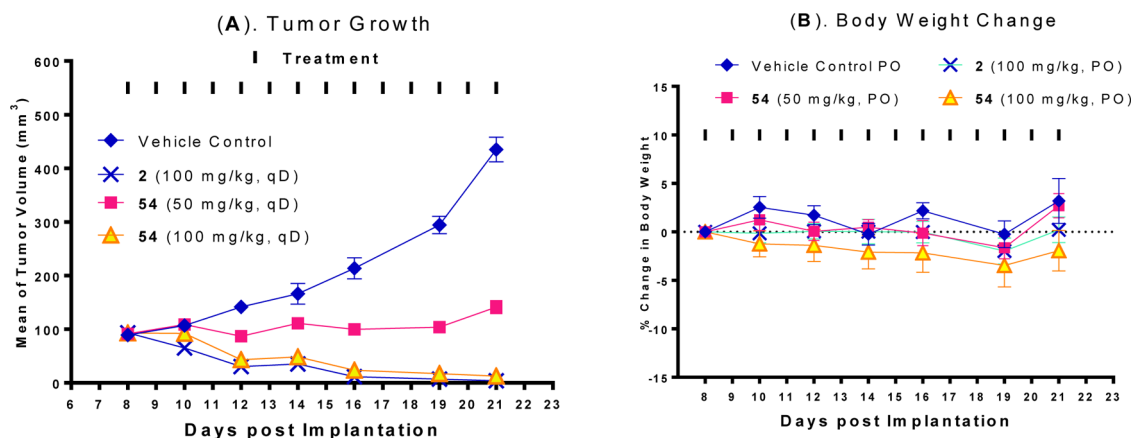 (A). Tumor Growth
Treatment
Mean of Tumor Volume (mm3)
600
500
400
300
200
100
0
Vehicle Control
2 (100 mg/kg, qD)
54 (50 mg/kg, qD)
54 (100 mg/kg, qD)
6 7 8 9 10 11 12 13 14 15 16 17 18 19 20 21 22 23
Days post Implantation
(B). Body Weight Change
Vehicle Control PO
2 (100 mg/kg, PO)
54 (50 mg/kg, PO)
54 (100 mg/kg, PO)
% Change in Body Weight
15
10
5
0
-5
-10
-15
8 9 10 11 12 13 14 15 16 17 18 19 20 21 22 23
Days post Implantation